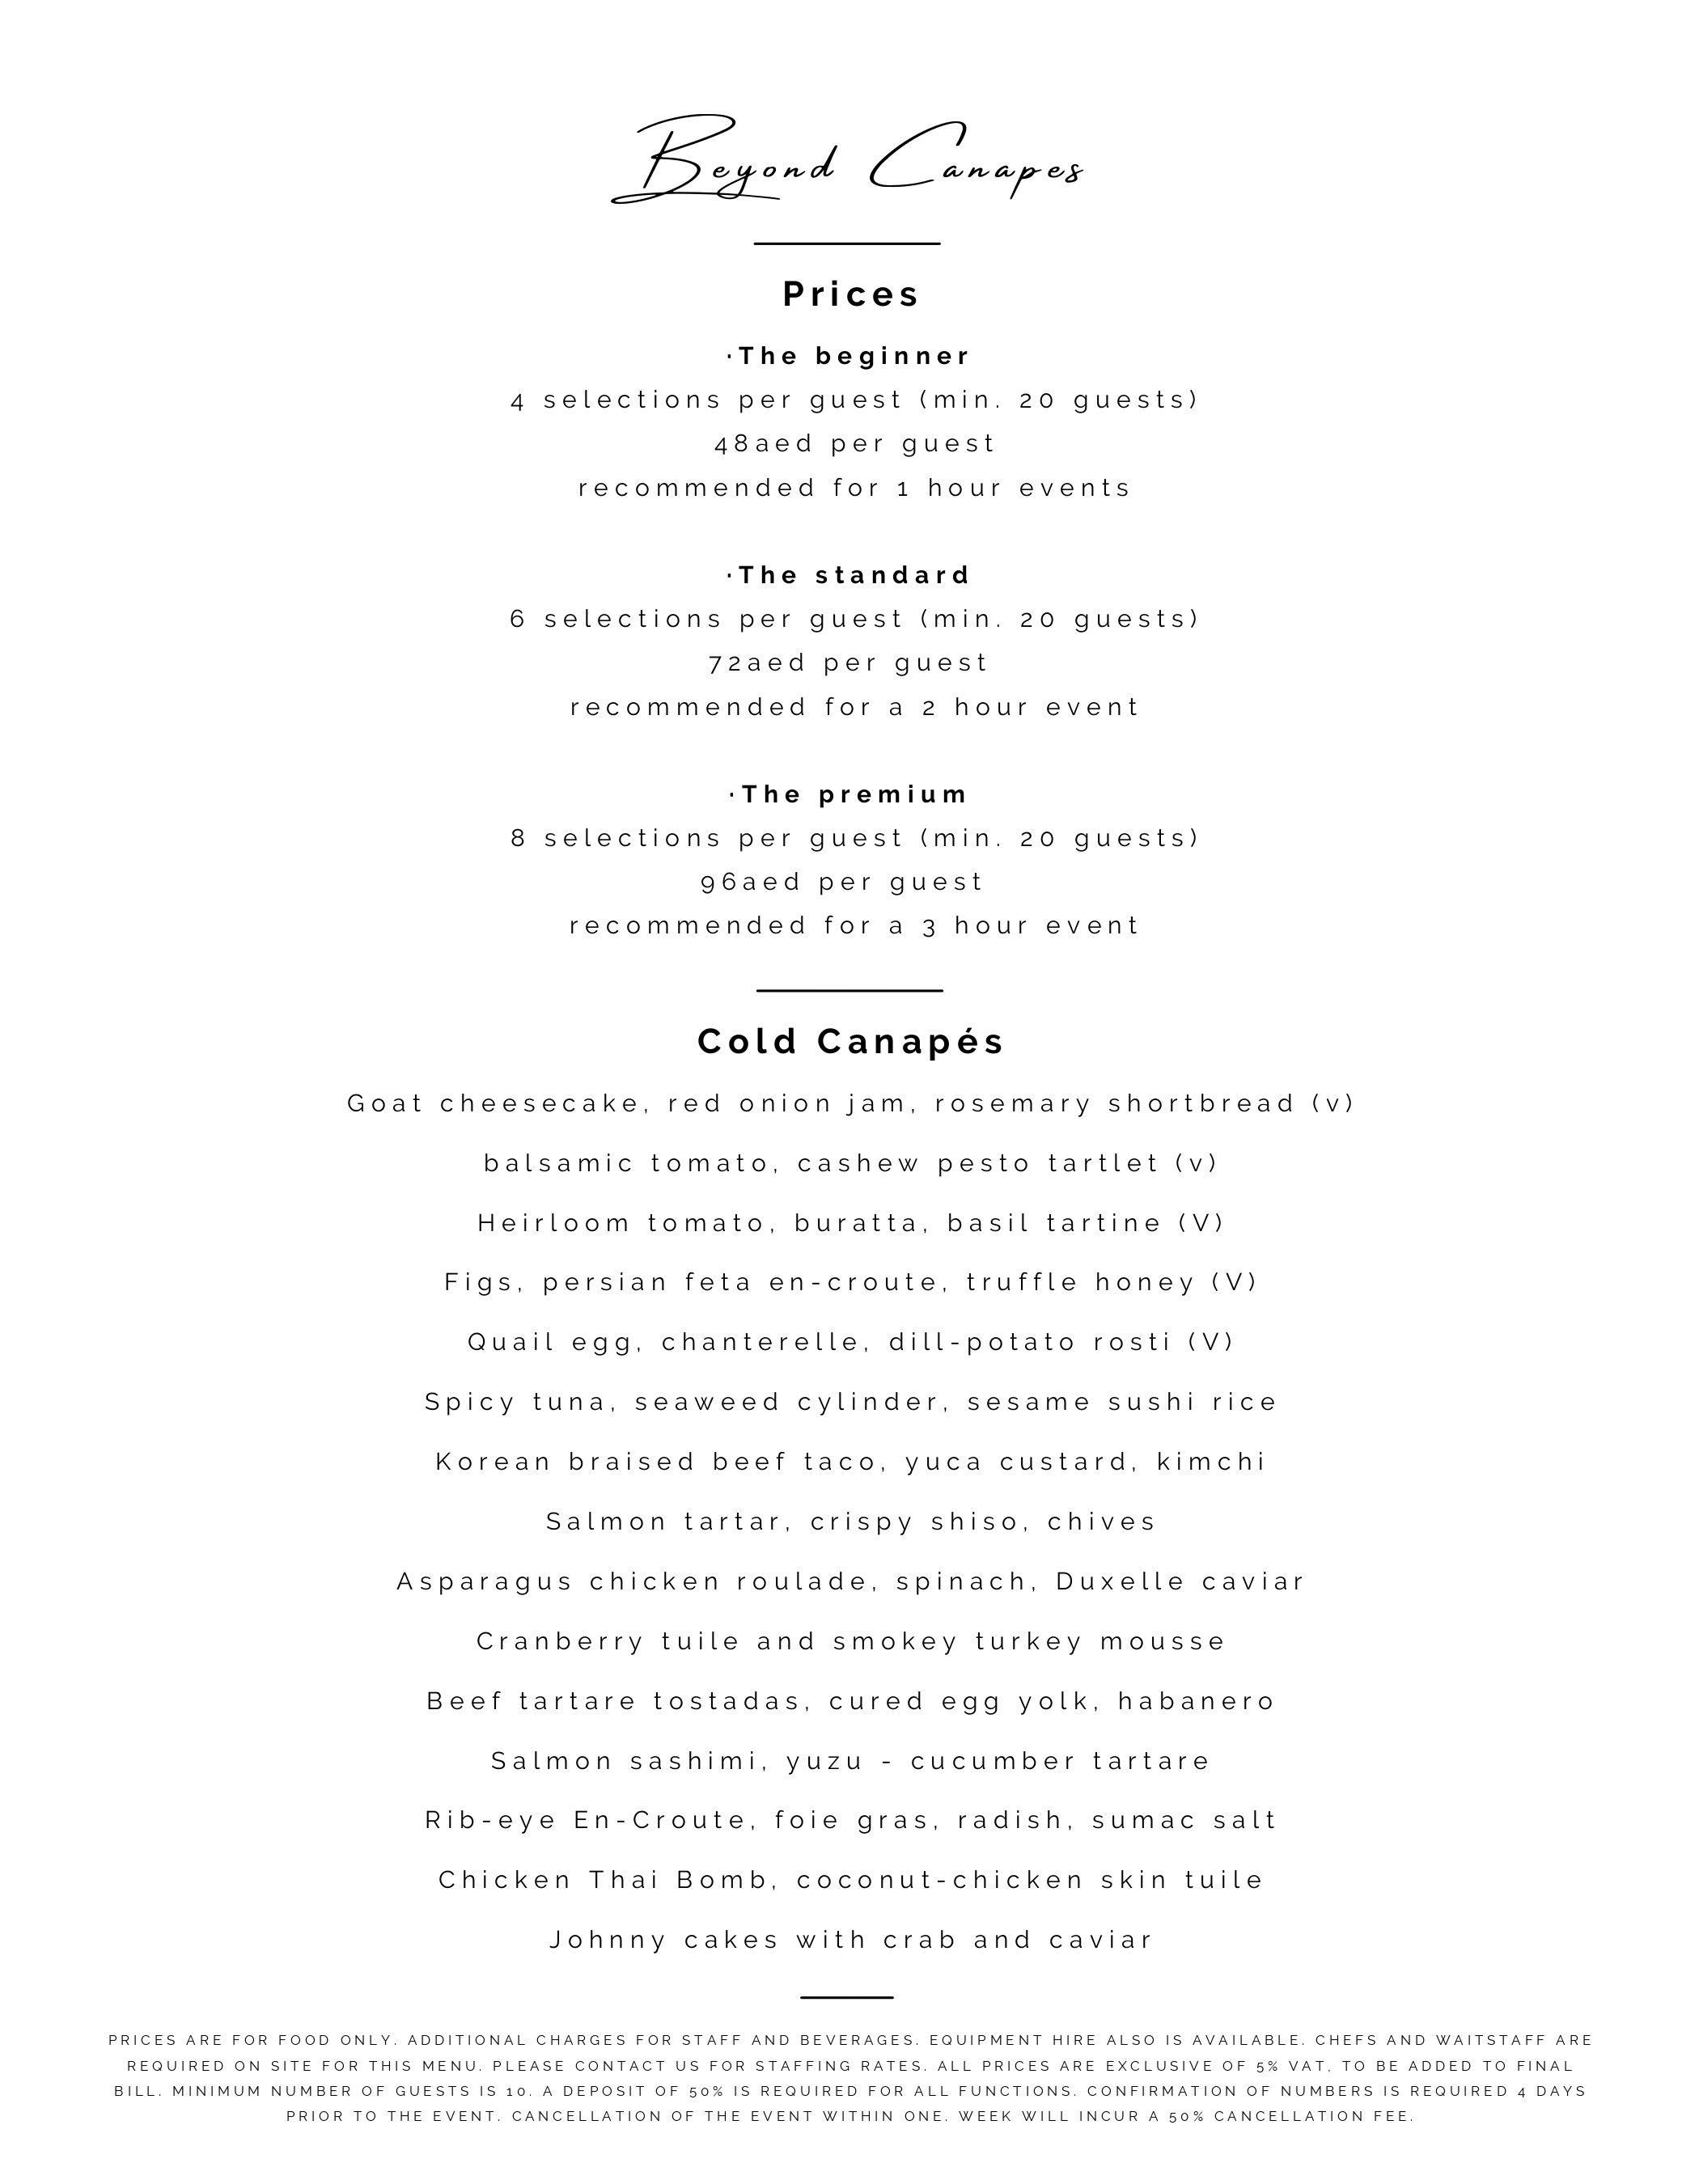 Beyond Canapes
Prices
·The beginner
4 selections per guest (min. 20 guests)
48aed per guest
recommended for 1 hour events
·The standard
6 selections per guest (min. 20 guests)
72aed per guest
recommended for a 2 hour event
·The premium
8 selections per guest (min. 20 guests)
96aed per guest
recommended for a 3 hour event
Cold Canapés
Goat cheesecake, red onion jam, rosemary shortbread (v)
balsamic tomato, cashew pesto tartlet (v)
Heirloom tomato, buratta, basil tartine (V)
Figs, persian feta en-croute, truffle honey (V)
Quail egg, chanterelle, dill-potato rosti (V)
Spicy tuna, seaweed cylinder, sesame sushi rice
Korean braised beef taco, yuca custard, kimchi
Salmon tartar, crispy shiso, chives
Asparagus chicken roulade, spinach, Duxelle caviar
Cranberry tuile and smokey turkey mousse
Beef tartare tostadas, cured egg yolk, habanero
Salmon sashimi, yuzu - cucumber tartare
Rib-eye En-Croute, foie gras, radish, sumac salt
Chicken Thai Bomb, coconut-chicken skin tuile
Johnny cakes with crab and caviar
PRICES ARE FOR FOOD ONLY. ADDITIONAL CHARGES FOR STAFF AND BEVERAGES. EQUIPMENT HIRE ALSO IS AVAILABLE. CHEFS AND WAITSTAFF ARE
REQUIRED ON SITE FOR THIS MENU. PLEASE CONTACT US FOR STAFFING RATES. ALL PRICES ARE EXCLUSIVE OF 5% VAT, TO BE ADDED TO FINAL
BILL. MINIMUM NUMBER OF GUESTS IS 10. A DEPOSIT OF 50% IS REQUIRED FOR ALL FUNCTIONS. CONFIRMATION OF NUMBERS IS REQUIRED 4 DAYS
PRIOR TO THE EVENT. CANCELLATION OF THE EVENT WITHIN ONE. WEEK WILL INCUR A 50% CANCELLATION FEE.